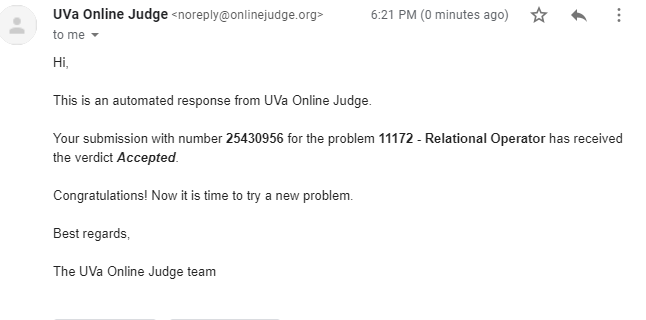 UVa Online Judge <noreply@onlinejudge.org> 6:21 PM (0 minutes ago)
to me
Hi,
This is an automated response from UVa Online Judge.
Your submission with number 25430956 for the problem 11172 - Relational Operator has received
the verdict Accepted.
Congratulations! Now it is time to try a new problem.
Best regards,
The UVa Online Judge team